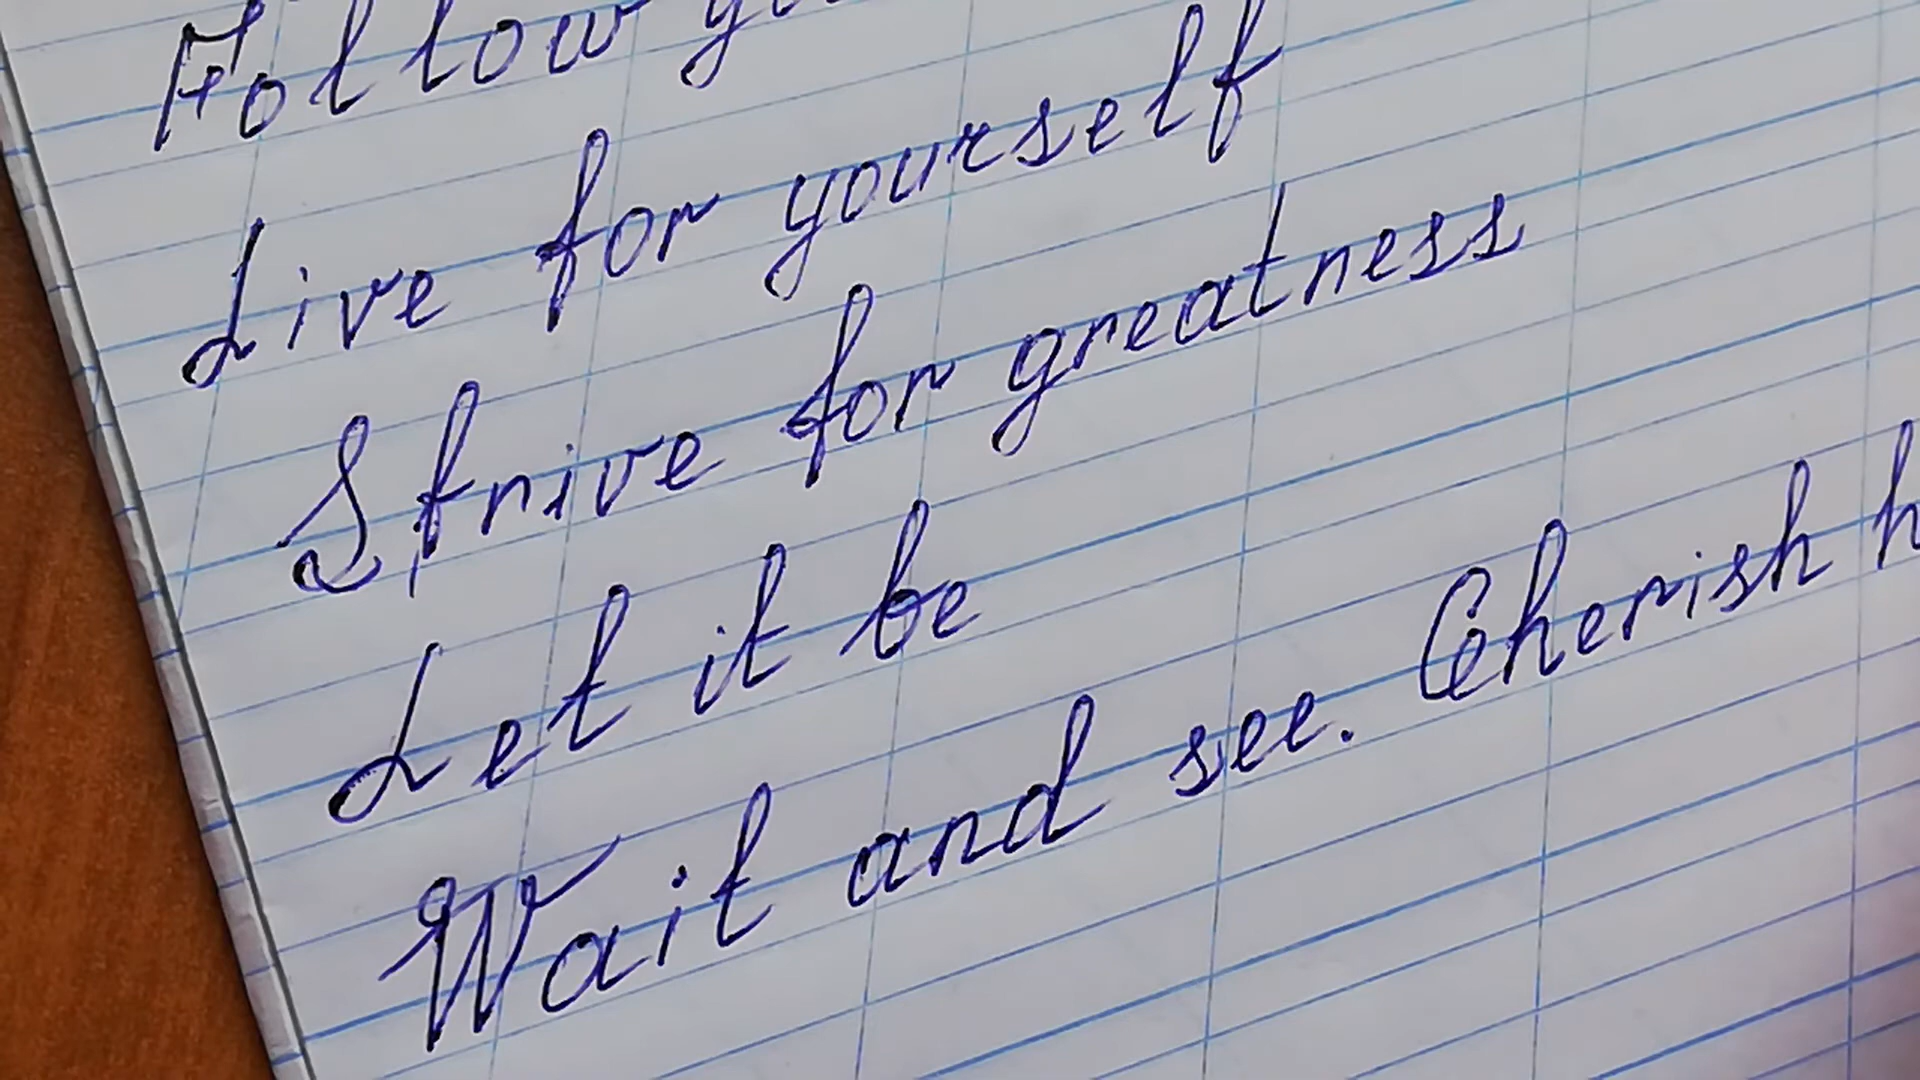 Follow
Live for yourself
Strive for greatness
Let it be
Wait and see. Cherish